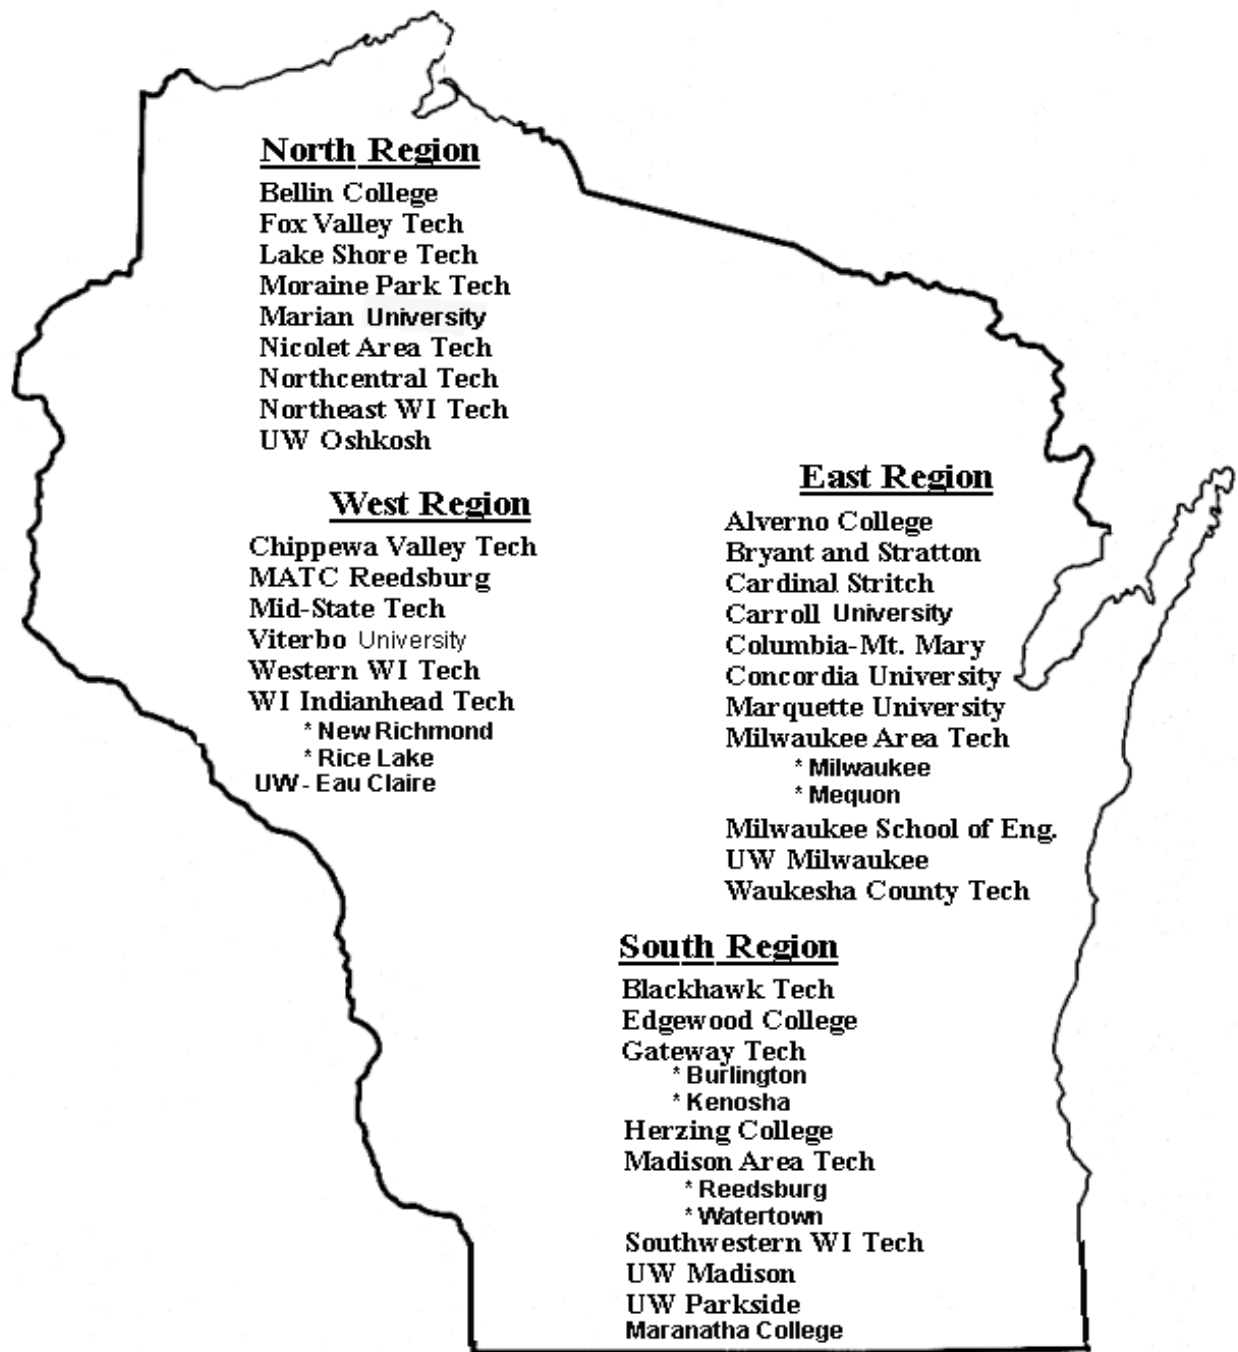 North Region
Bellin College
Fox Valley Tech
Lake Shore Tech
Moraine Park Tech
Marian University
Nicolet Area Tech
Northcentral Tech
Northeast WI Tech
UW Oshkosh
West Region
Chippewa Valley Tech
MATC Reedsburg
Mid-State Tech
Viterbo University
Western WI Tech
WI Indianhead Tech
* New Richmond
* Rice Lake
UW - Eau Claire
East Region
Alverno College
Bryant and Stratton
Cardinal Stritch
Carroll University
Columbia-Mt. Mary
Concordia University
Marquette University
Milwaukee Area Tech
* Milwaukee
* Mequon
Milwaukee School of Eng.
UW Milwaukee
Waukesha County Tech
South Region
Blackhawk Tech
Edgewood College
Gateway Tech
* Burlington
* Kenosha
Herzing College
Madison Area Tech
* Reedsburg
* Watertown
Southwestern WI Tech
UW Madison
UW Parkside
Maranatha College